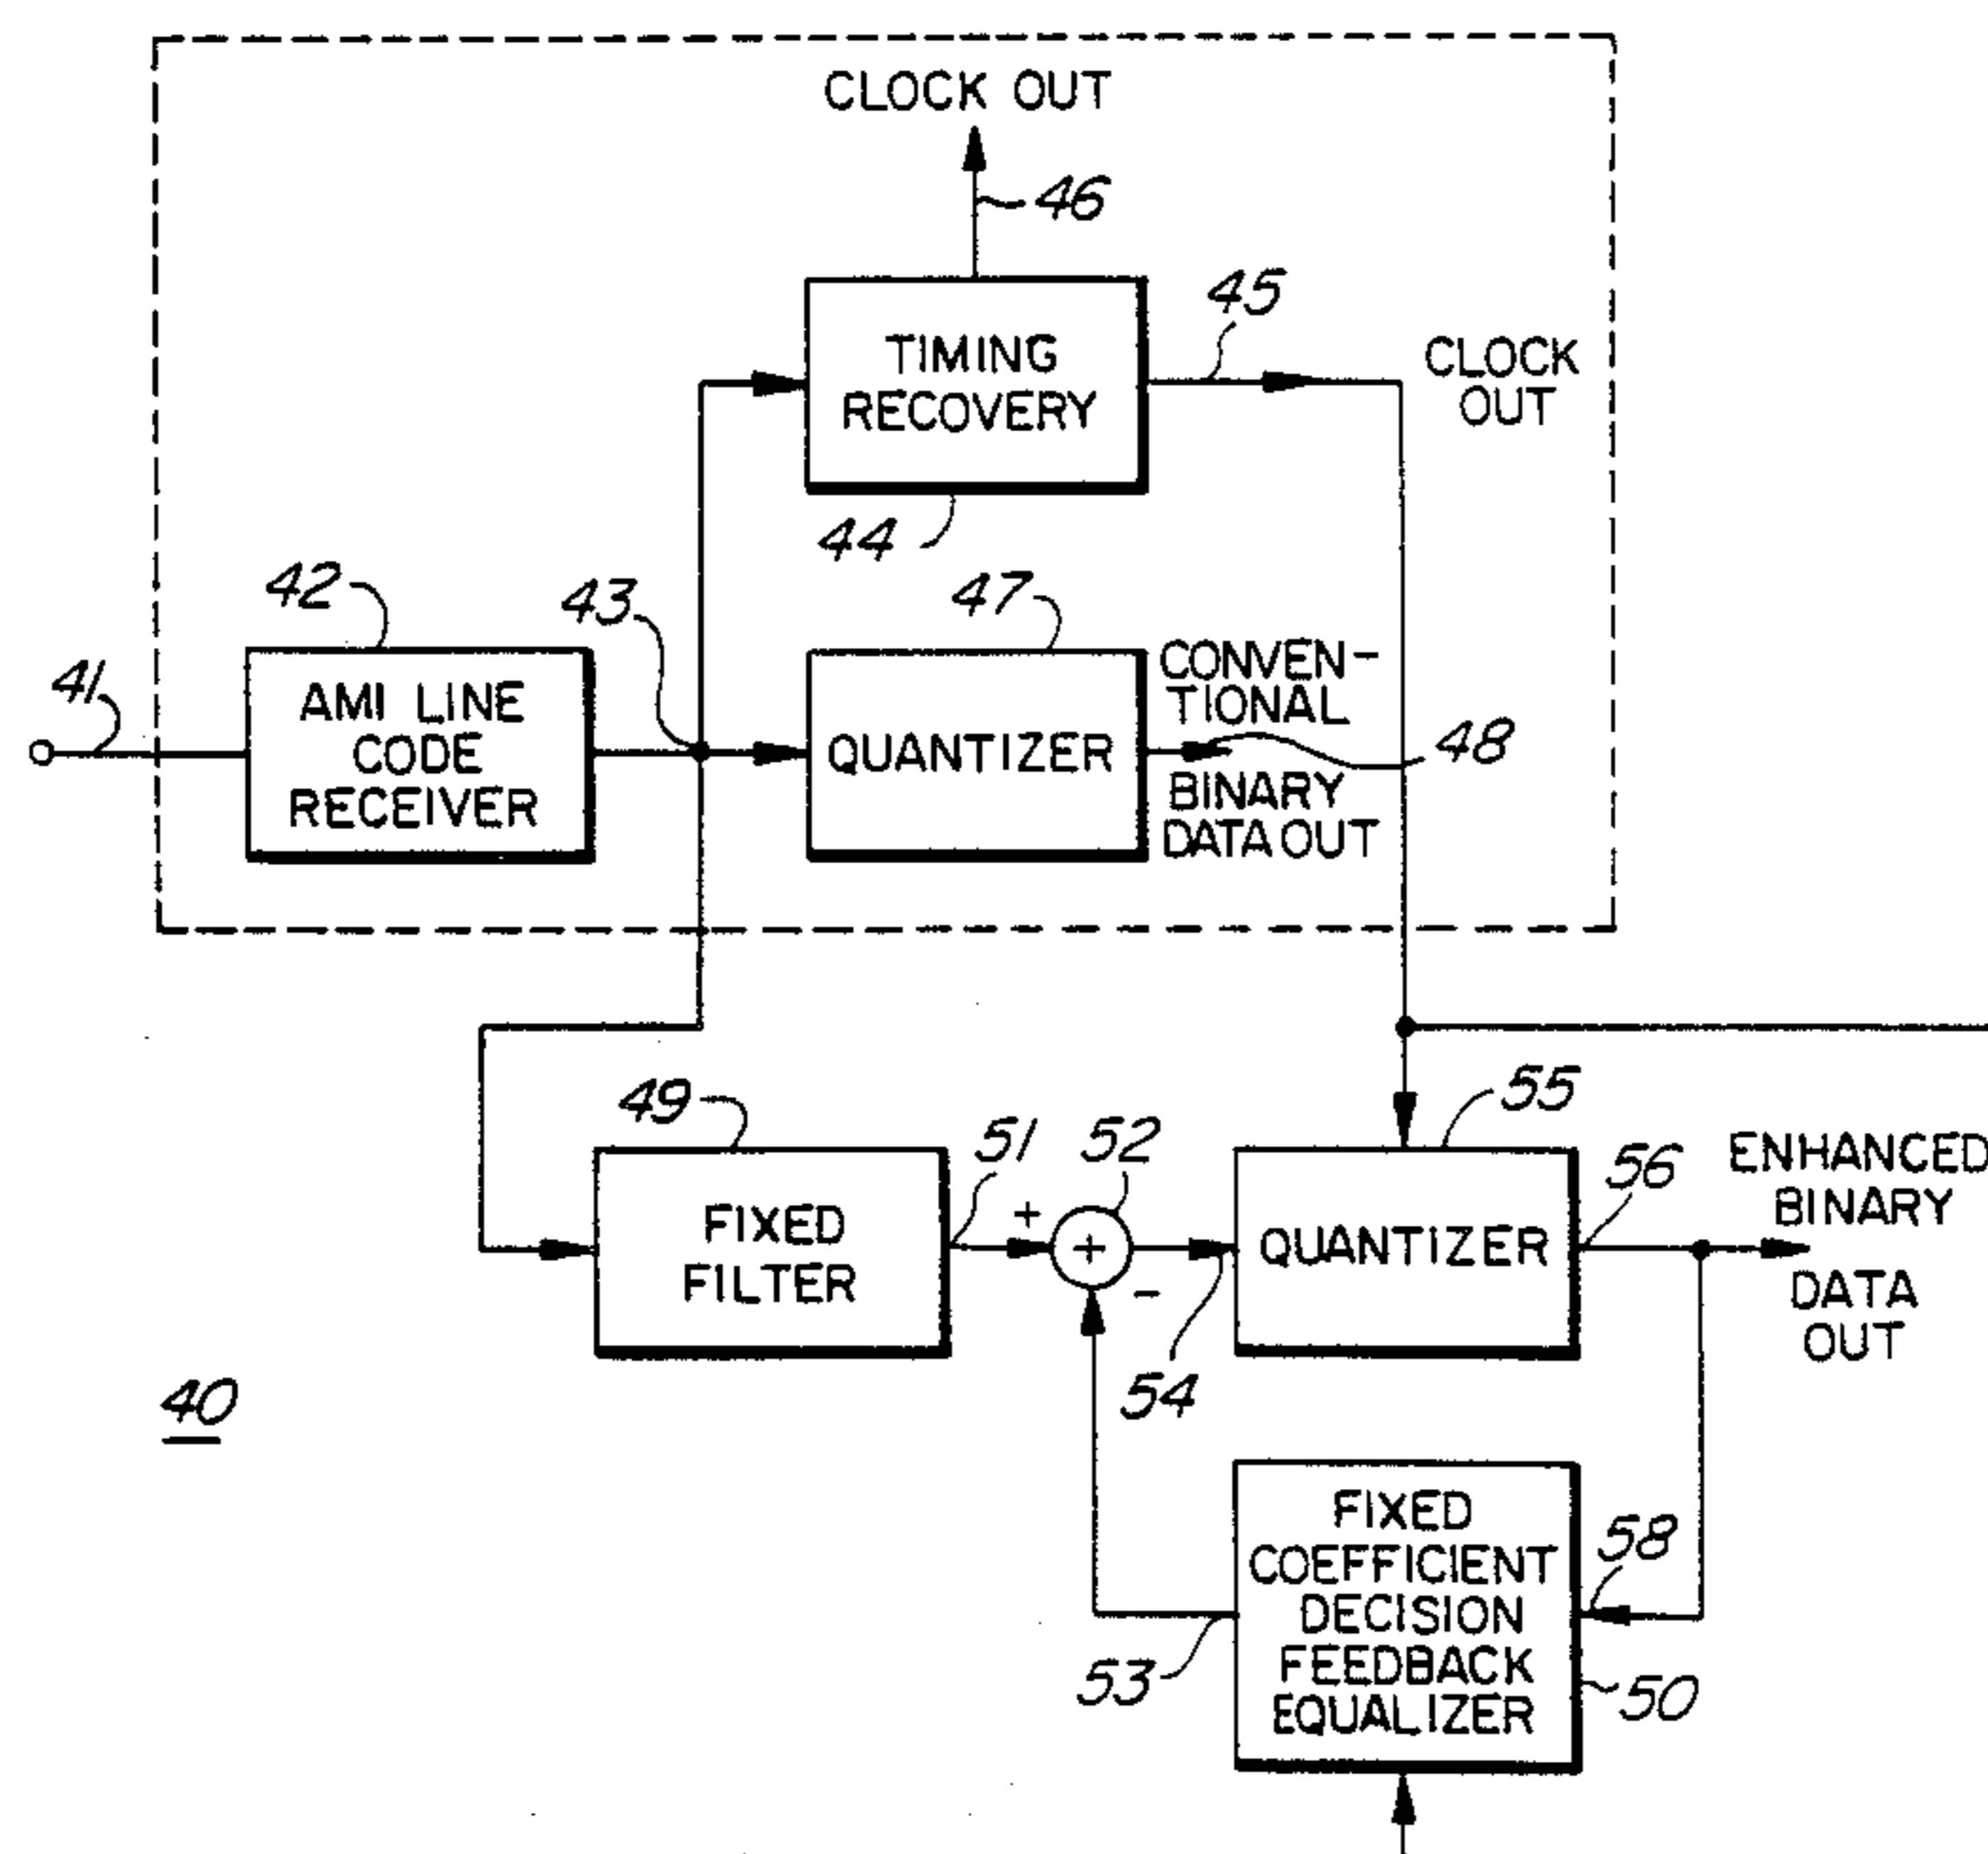 CLOCK OUT
46
45
TIMING
RECOVERY
CLOCK
OUT
44
42
43
47
41
AMI LINE
CODE
RECEIVER
QUANTIZER
CONVEN-
TIONAL
48
BINARY
DATA OUT
49
51
52
55
56
ENHANCED
BINARY
+
FIXED
FILTER
+
-
QUANTIZER
DATA
OUT
54
40
FIXED
COEFFICIENT
DECISION
FEEDBACK
EQUALIZER
58
53
50